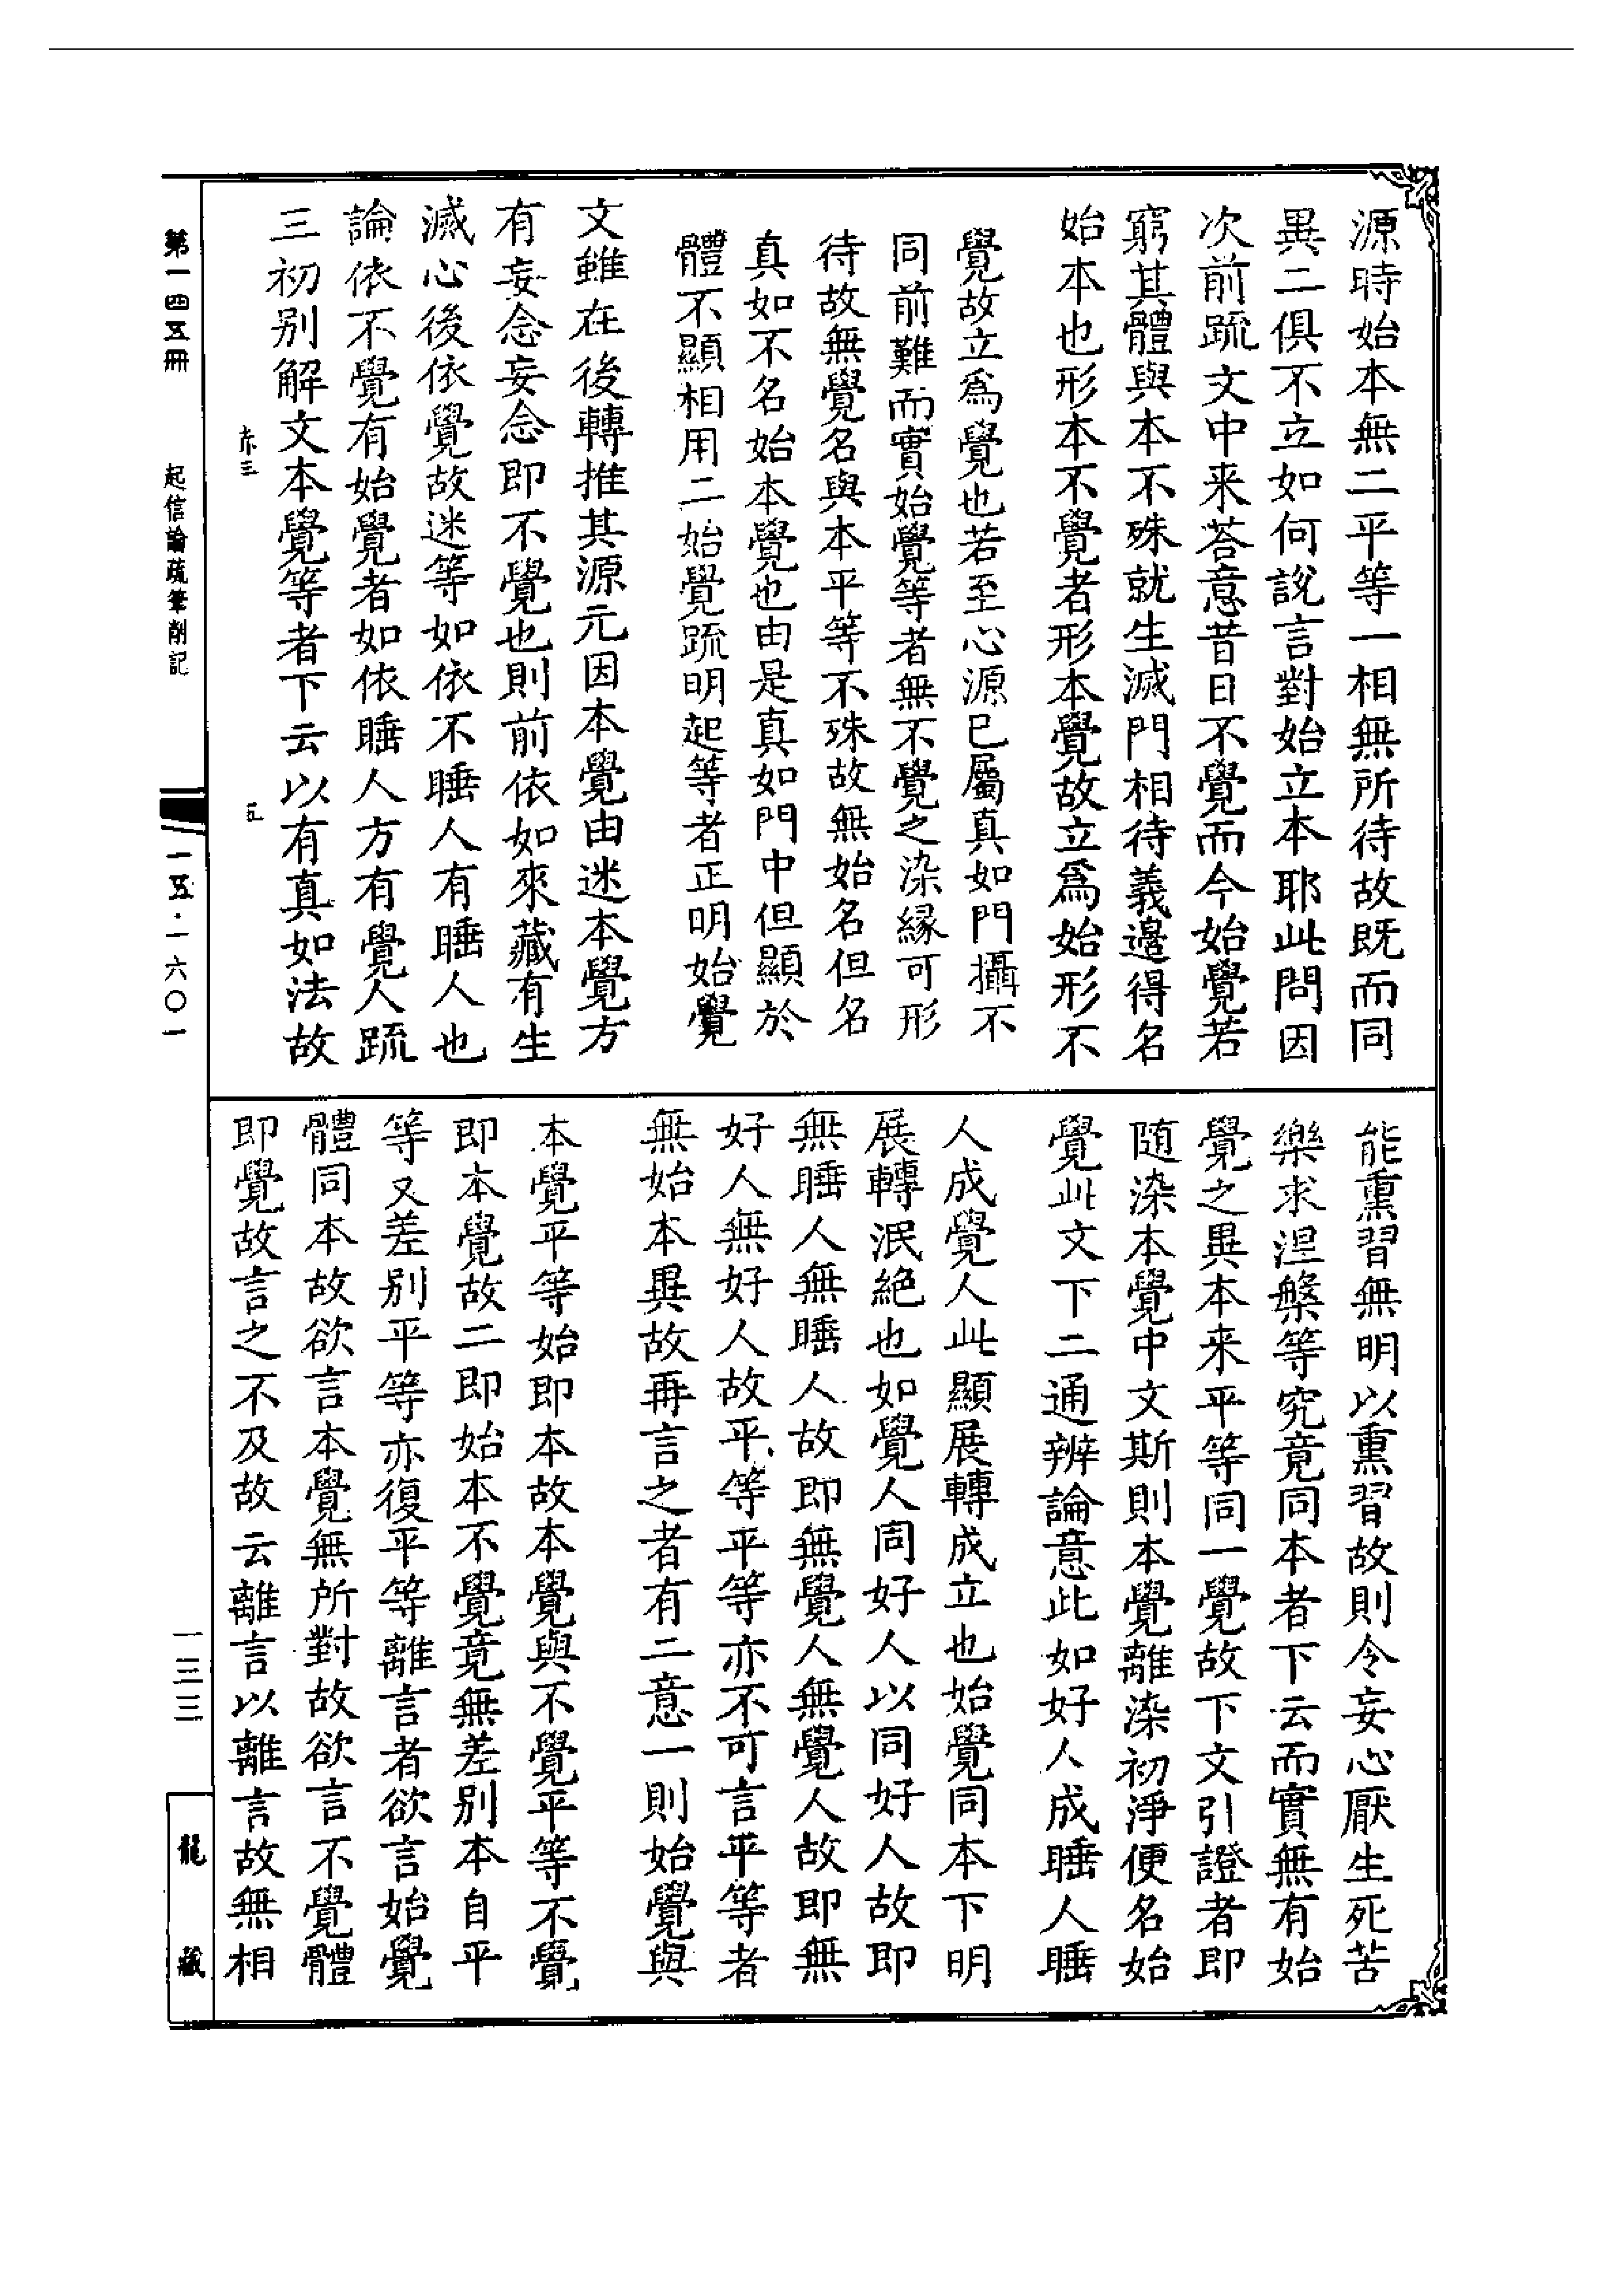 源時始本無二平等一相無所待故既而同
異二俱不立如何說言對始立本耶此問因
次前䟽文中来荅意昔日不覺而今始覺若
窮其體與本不殊就生滅門相待義邊得名
始本也形本不覺者形本覺故立爲始形不
覺故立爲覺也若至心源已屬真如門攝不
同前難而實始覺等者無不覺之染縁可形
待故無覺名與本平等不殊故無始名但名
真如不名始本覺也由是真如門中但顯於
體不顯相用二始覺䟽明起等者正明始覺
文雖在後轉推其源元因本覺由迷本覺方
有妄念妄念即不覺也則前依如來藏有生
滅心後依覺故迷等如依不睡人有睡人也
論依不覺有始覺者如依睡人方有覺人䟽
三初别解文本覺等者下云以有真如法故
能熏習無明以熏習故則令妄心厭生死苦
樂求涅槃等究竟同本者下云而實無有始
覺之異本来平等同一覺故下文引證者即
随染本覺中文斯則本覺離染初淨便名始
覺此文下二通辨論意此如好人成睡人睡
人成覺人此顯展轉成立也始覺同本下明
展轉泯絶也如覺人同好人以同好人故即
無睡人無睡人故即無覺人無覺人故即無
好人無好人故平等平等亦不可言平等者
無始本異故再言之者有二意一則始覺與
本覺平等始即本故本覺與不覺平等不覺
即本覺故二即始本不覺竟無差别本自平
等又差别平等亦復平等離言者欲言始覺
體同本故欲言本覺無所對故欲言不覺體
即覺故言之不及故云離言以離言故無相
第一四五冊
起信論疏筆削記
赤三
五
一五·一六〇一
一三三
龍藏